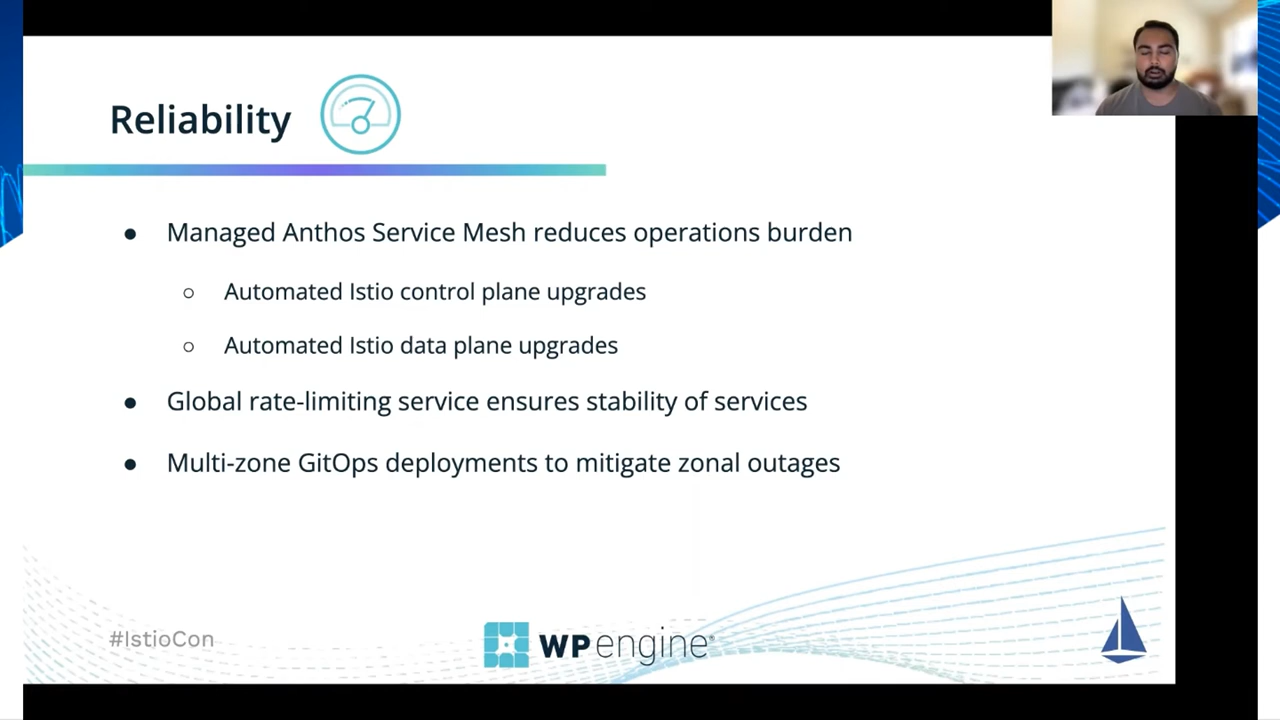 Reliability
● Managed Anthos Service Mesh reduces operations burden
○ Automated Istio control plane upgrades
○ Automated Istio data plane upgrades
● Global rate-limiting service ensures stability of services
● Multi-zone GitOps deployments to mitigate zonal outages
#IstioCon
WP engine®